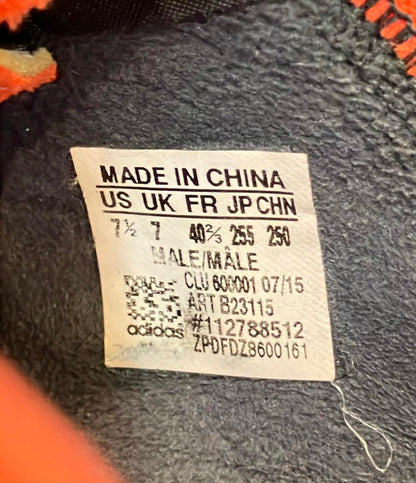 MADE IN CHINA
US UK FR JP CHN
7½ 7 40⅔ 255 250
MALE/MÂLE
CLU 600001 07/15
ART B23115
#112788512
adidas ZPDFDZ8600161